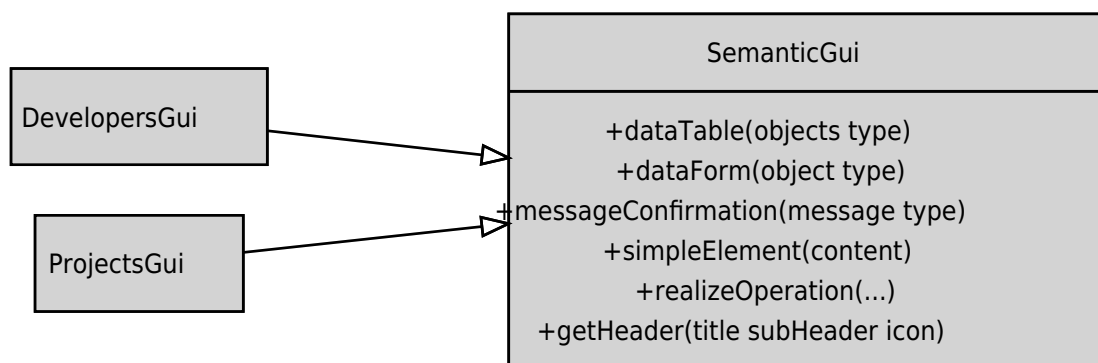 SemanticGui
DevelopersGui
+dataTable(objects type)
+dataForm(object type)
+messageConfirmation(message type)
+simpleElement(content)
ProjectsGui
+realizeOperation(...)
+getHeader(title subHeader icon)